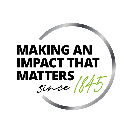 MAKING AN
IMPACT THAT
MATTERS
since 1845